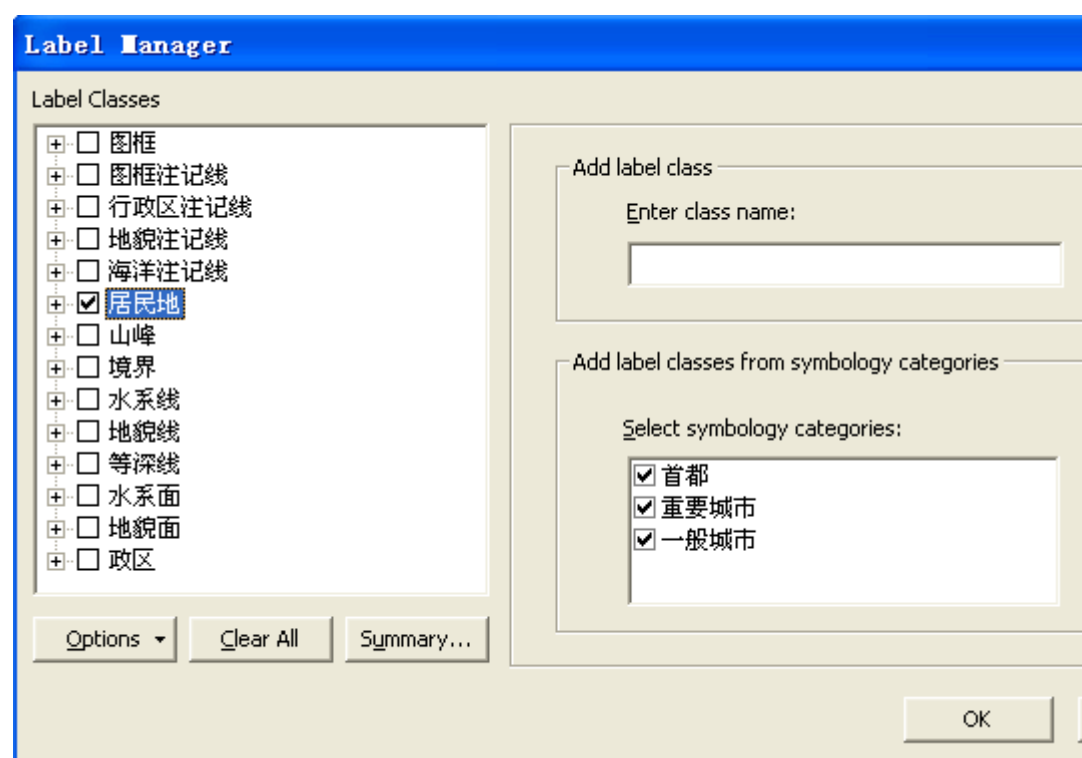 Label Manager
Label Classes
图框
图框注记线
行政区注记线
地貌注记线
海洋注记线
居民地
山峰
境界
水系线
地貌线
等深线
水系面
地貌面
政区
Options
Clear All
Summary...
Add label class
Enter class name:
Add label classes from symbology categories
Select symbology categories:
首都
重要城市
一般城市
OK